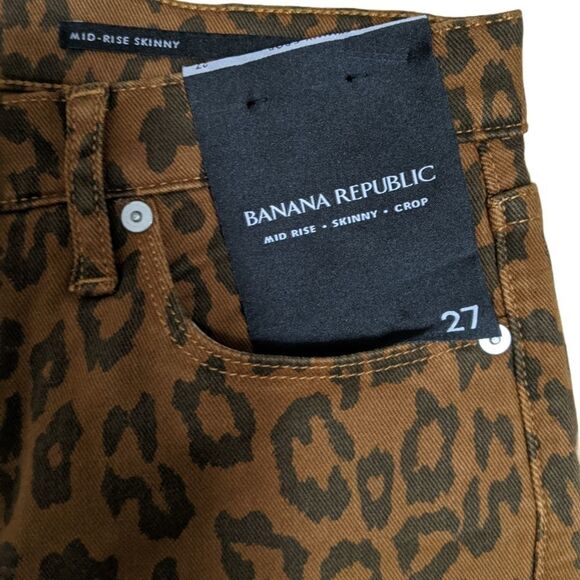 MID-RISE SKINNY
BANANA REPUBLIC
MID RISE • SKINNY • CROP
27